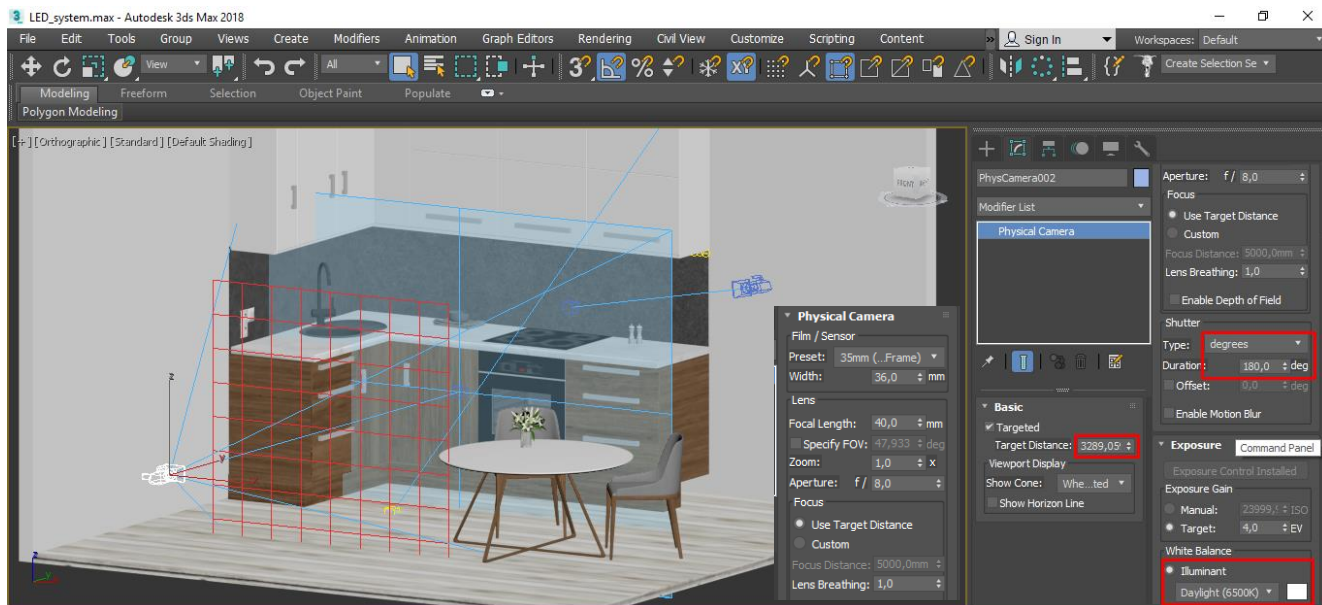 LED_system.max - Autodesk 3ds Max 2018
File Edit Tools Group Views Create Modifiers Animation Graph Editors Rendering Civil View Customize Scripting Content » Sign In Workspaces: Default
View All Create Selection Se
Modeling Freeform Selection Object Paint Populate
Polygon Modeling
[+] [Orthographic] [Standard] [Default Shading]
FRONT
z
y
z
y
Physical Camera
Film / Sensor
Preset: 35mm (...Frame)
Width: 36,0 mm
Lens
Focal Length: 40,0 mm
Specify FOV: 47,933 deg
Zoom: 1,0 x
Aperture: f/ 8,0
Focus
Use Target Distance
Custom
Focus Distance: 5000,0mm
Lens Breathing: 1,0
PhysCamera002
Modifier List
Physical Camera
Basic
Targeted
Target Distance: 3289,05
Viewport Display
Show Cone: Whe...ted
Show Horizon Line
Aperture: f/ 8,0
Focus
Use Target Distance
Custom
Focus Distance: 5000,0mm
Lens Breathing: 1,0
Enable Depth of Field
Shutter
Type: degrees
Duration: 180,0 deg
Offset: 0,0 deg
Enable Motion Blur
Exposure
Command Panel
Exposure Control Installed
Exposure Gain
Manual: 23999,9 ISO
Target: 4,0 EV
White Balance
Illuminant
Daylight (6500K)